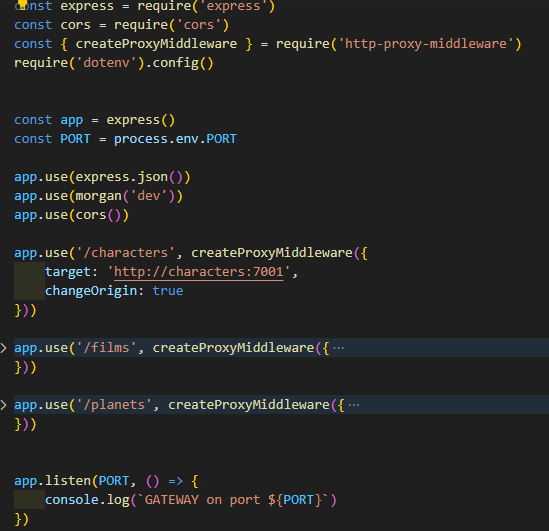 const express = require('express')
const cors = require('cors')
const { createProxyMiddleware } = require('http-proxy-middleware')
require('dotenv').config()
const app = express()
const PORT = process.env.PORT
app.use(express.json())
app.use(morgan('dev'))
app.use(cors())
app.use('/characters', createProxyMiddleware({
    target: 'http://characters:7001',
    changeOrigin: true
}))
app.use('/films', createProxyMiddleware({ ···
}))
app.use('/planets', createProxyMiddleware({ ···
}))
app.listen(PORT, () => {
    console.log(`GATEWAY on port ${PORT}`)
})